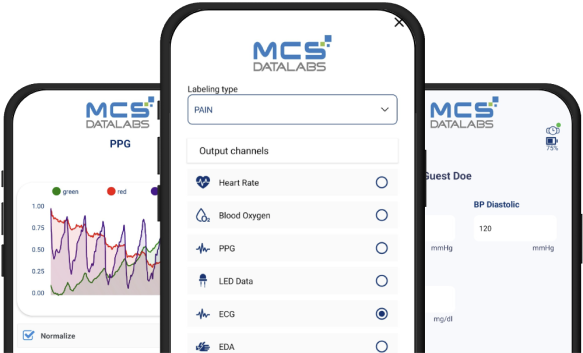 MCS
DATALABS
PPG
green
red
1.00
0.75
0.50
0.25
0.00
Normalize
MCS
DATALABS
Labeling type
PAIN
Output channels
Heart Rate
O₂
Blood Oxygen
PPG
LED Data
ECG
EDA
MCS
DATALABS
75%
Guest Doe
BP Diastolic
120
mmHg
mmHg
mg/dl